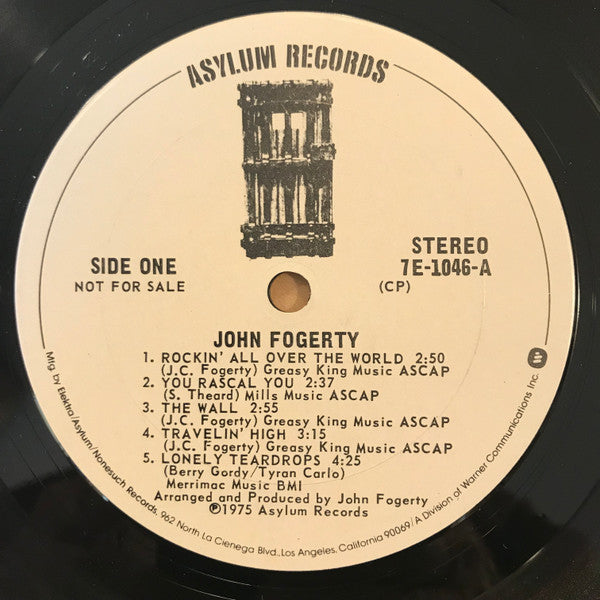 ASYLUM RECORDS
SIDE ONE
NOT FOR SALE
STEREO
7E-1046-A
(CP)
JOHN FOGERTY
1. ROCKIN' ALL OVER THE WORLD 2:50
(J.C. Fogerty) Greasy King Music ASCAP
2. YOU RASCAL YOU 2:37
(S. Theard) Mills Music ASCAP
3. THE WALL 2:55
(J.C. Fogerty) Greasy King Music ASCAP
4. TRAVELIN' HIGH 3:15
(J.C. Fogerty) Greasy King Music ASCAP
5. LONELY TEARDROPS 4:25
(Berry Gordy/Tyran Carlo)
Merrimac Music BMI
Arranged and Produced by John Fogerty
℗1975 Asylum Records
Mfg. by Elektra/Asylum/Nonesuch Records, 962 North La Cienega Blvd., Los Angeles, California 90069/A Division of Warner Communications Inc.